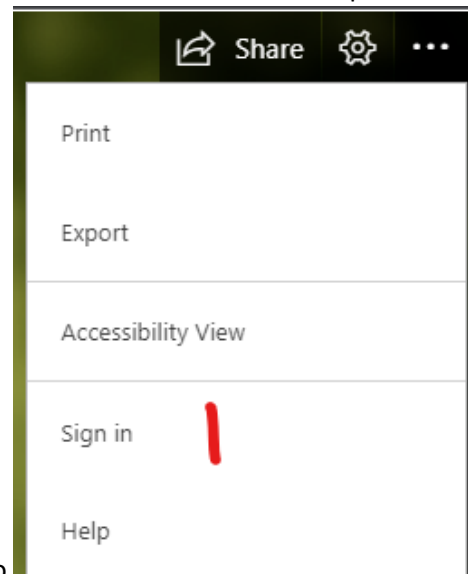 Share ...
Print
Export
Accessibility View
Sign in
Help